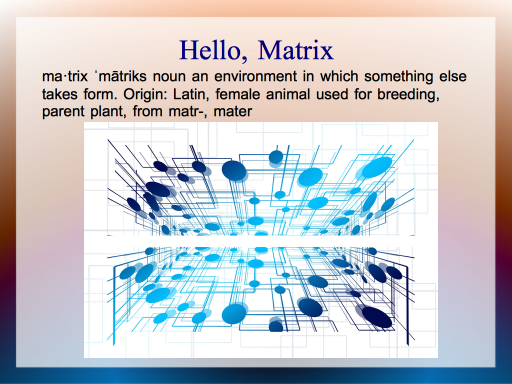 Hello, Matrix
ma·trix ˈmātriks noun an environment in which something else
takes form. Origin: Latin, female animal used for breeding,
parent plant, from matr-, mater